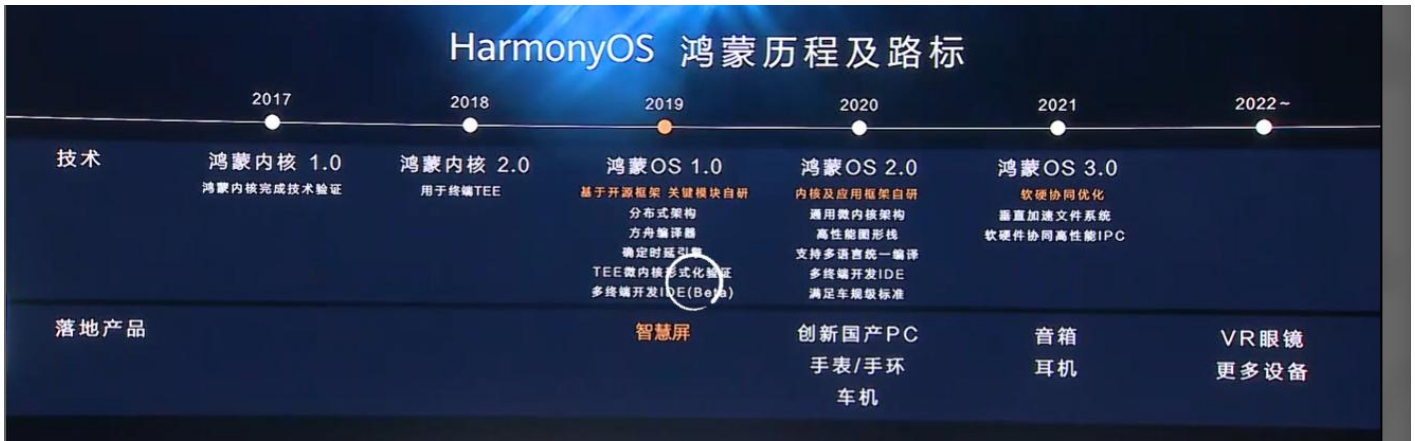 HarmonyOS 鸿蒙历程及路标
2017
2018
2019
2020
2021
2022~
技术
鸿蒙内核 1.0
鸿蒙内核完成技术验证
鸿蒙内核 2.0
用于终端TEE
鸿蒙OS 1.0
基于开源框架 关键模块自研
分布式架构
方舟编译器
确定时延引擎
TEE微内核形式化验证
多终端开发IDE(Beta)
鸿蒙OS 2.0
内核及应用框架自研
通用微内核架构
高性能图形栈
支持多语言统一编译
多终端开发IDE
满足车规级标准
鸿蒙OS 3.0
软硬协同优化
垂直加速文件系统
软硬件协同高性能IPC
落地产品
智慧屏
创新国产PC
手表/手环
车机
音箱
耳机
VR眼镜
更多设备